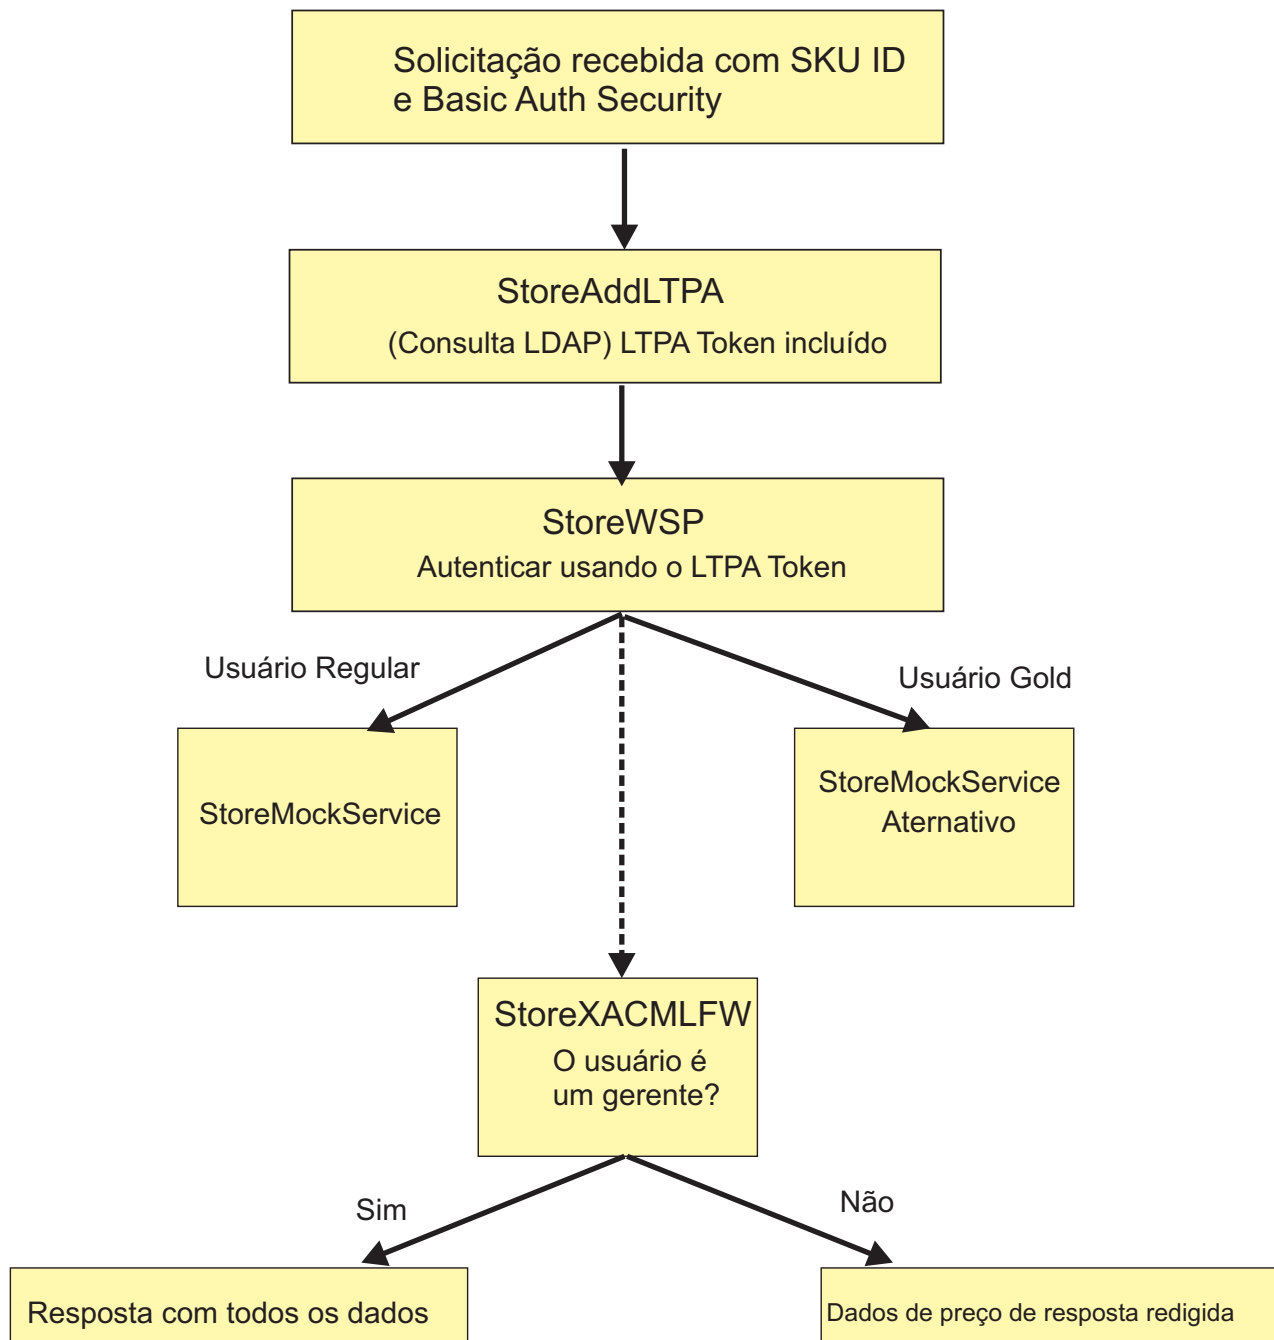 Solicitação recebida com SKU ID
e Basic Auth Security
StoreAddLTPA
(Consulta LDAP) LTPA Token incluído
StoreWSP
Autenticar usando o LTPA Token
Usuário Regular
Usuário Gold
StoreMockService
StoreMockService
Aternativo
StoreXACMLFW
O usuário é
um gerente?
Sim
Não
Resposta com todos os dados
Dados de preço de resposta redigida